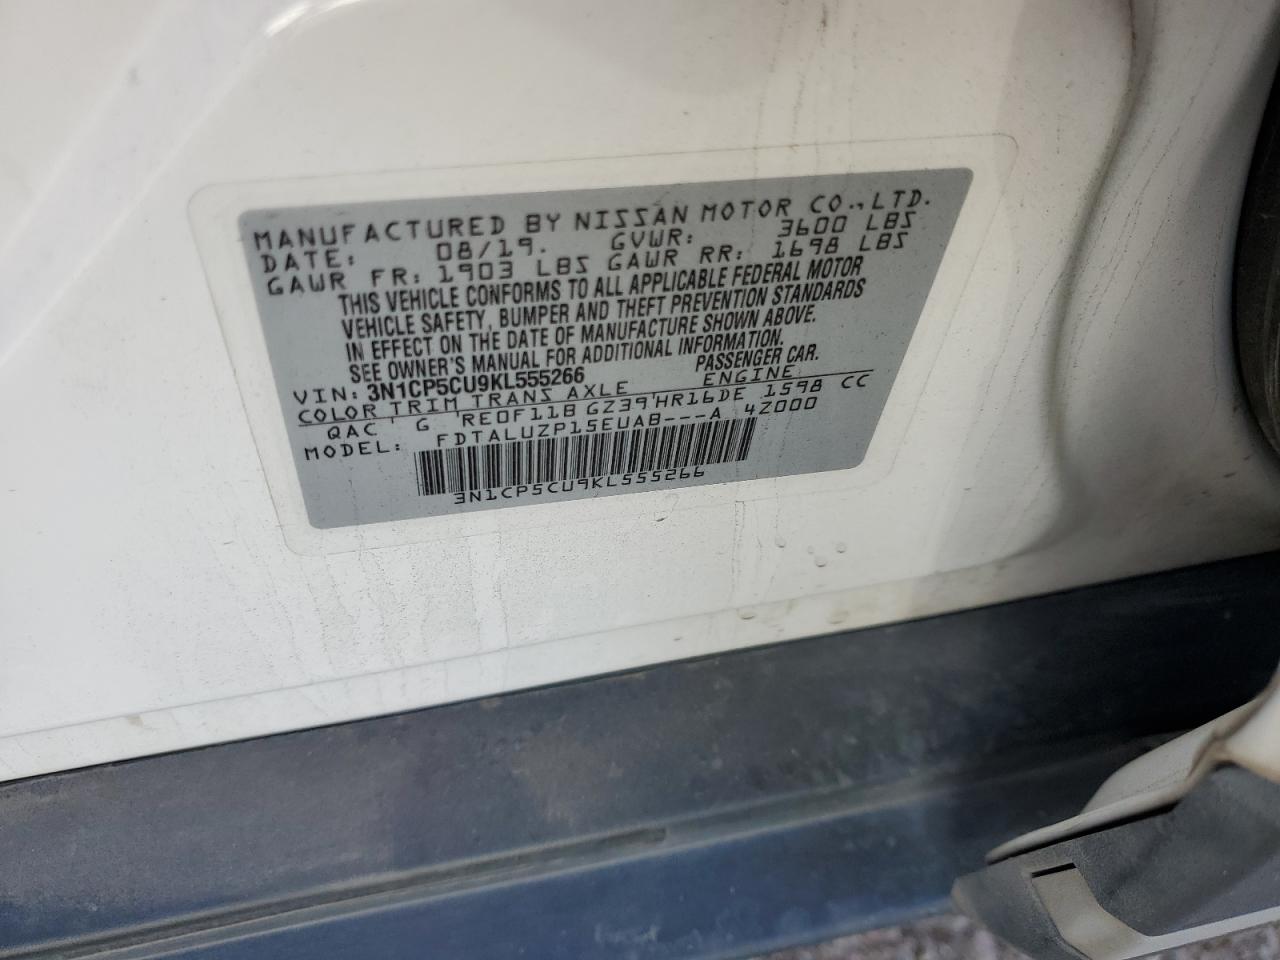 MANUFACTURED BY NISSAN MOTOR CO.,LTD.
DATE: 08/19. GVWR: 3600 LBS
GAWR FR: 1903 LBS GAWR RR: 1698 LBS
THIS VEHICLE CONFORMS TO ALL APPLICABLE FEDERAL MOTOR
VEHICLE SAFETY, BUMPER AND THEFT PREVENTION STANDARDS
IN EFFECT ON THE DATE OF MANUFACTURE SHOWN ABOVE.
SEE OWNER'S MANUAL FOR ADDITIONAL INFORMATION.
VIN: 3N1CP5CU9KL555266 PASSENGER CAR.
COLOR TRIM TRANS AXLE ENGINE
QAC G RE0F11B GZ39 HR16DE 1598 CC
MODEL: FDTALUZP15EUAB---A 4Z000
3N1CP5CU9KL555266